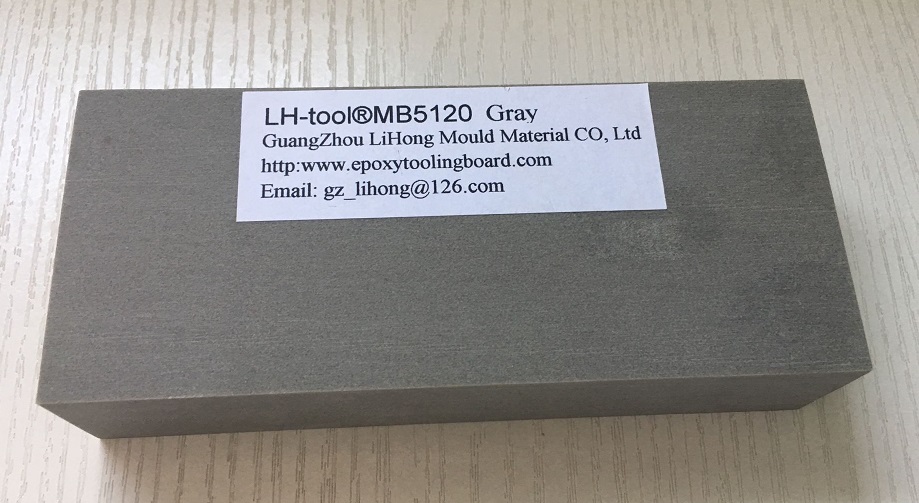 LH-tool®MB5120 Gray
GuangZhou LiHong Mould Material CO, Ltd
http:www.epoxytoolingboard.com
Email: gz_lihong@126.com